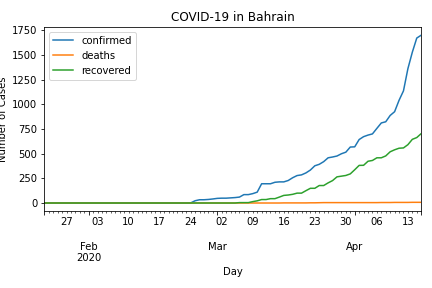 COVID-19 in Bahrain
confirmed
deaths
recovered
Number of Cases
1750
1500
1250
1000
750
500
250
0
27 03 10 17 24 02 09 16 23 30 06 13
Feb Mar Apr
2020
Day